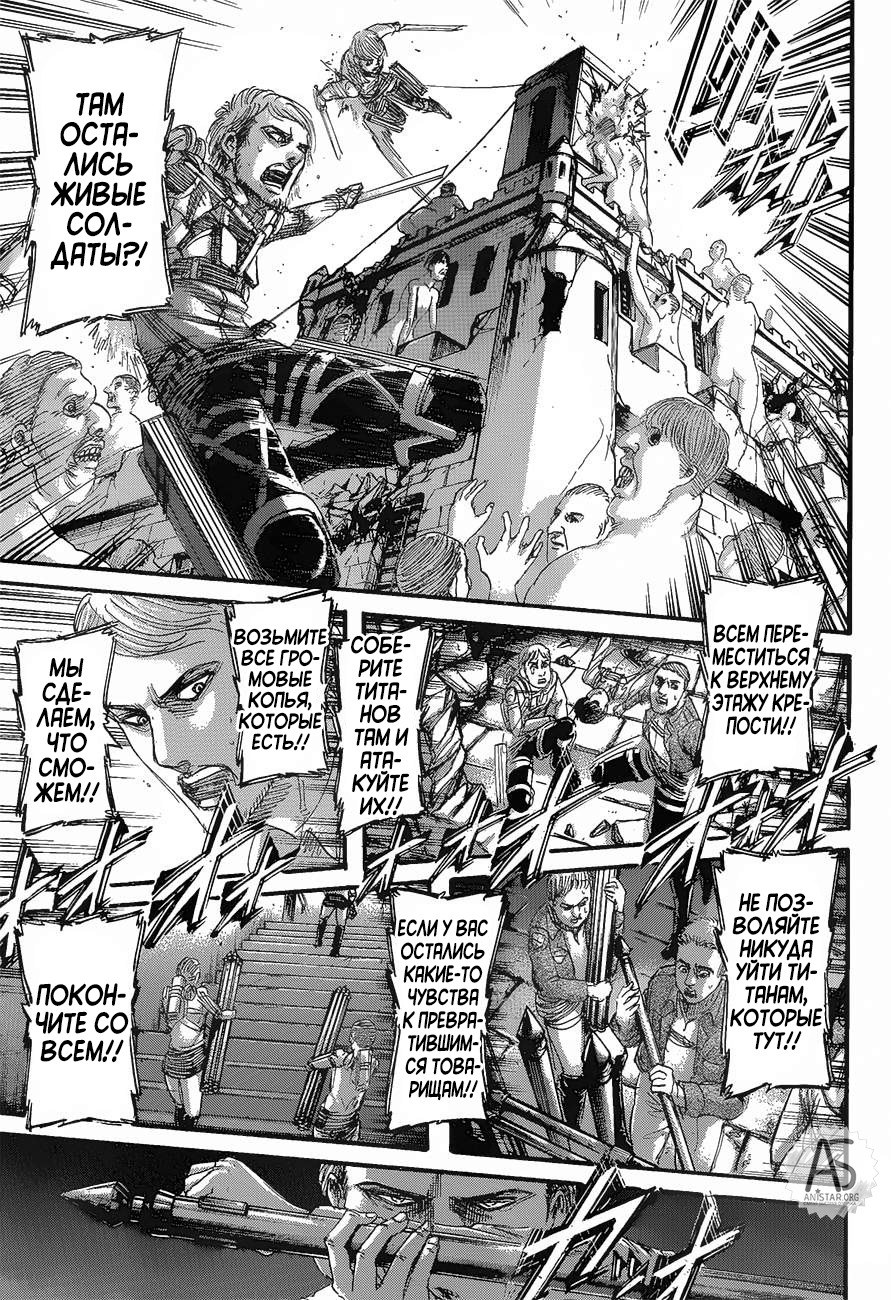 ТАМ
ОСТА-
ЛИСЬ
ЖИВЫЕ
СОЛ-
ДАТЫ?!
ВСЕМ ПЕРЕ-
МЕСТИТЬСЯ
К ВЕРХНЕМУ
ЭТАЖУ КРЕ-
ПОСТИ!!
СОБЕ-
РИТЕ
ТИТА-
НОВ
ТАМ И
АТА-
КУЙТЕ
ИХ!!
ВОЗЬМИТЕ
ВСЕ ГРО-
МОВЫЕ
КОПЬЯ,
КОТОРЫЕ
ЕСТЬ!!
МЫ
СДЕ-
ЛАЕМ,
ЧТО
СМО-
ЖЕМ!!
НЕ ПОЗ-
ВОЛЯЙТЕ
НИКУДА
УЙТИ ТИ-
ТАНАМ,
КОТОРЫЕ
ТУТ!!
ЕСЛИ У ВАС
ОСТАЛИСЬ
КАКИЕ-ТО
ЧУВСТВА
К ПРЕВРА-
ТИВШИМ-
СЯ ТОВА-
РИЩАМ!!
ПОКОН-
ЧИТЕ СО
ВСЕМ!!
AS
ANISTAR.ORG